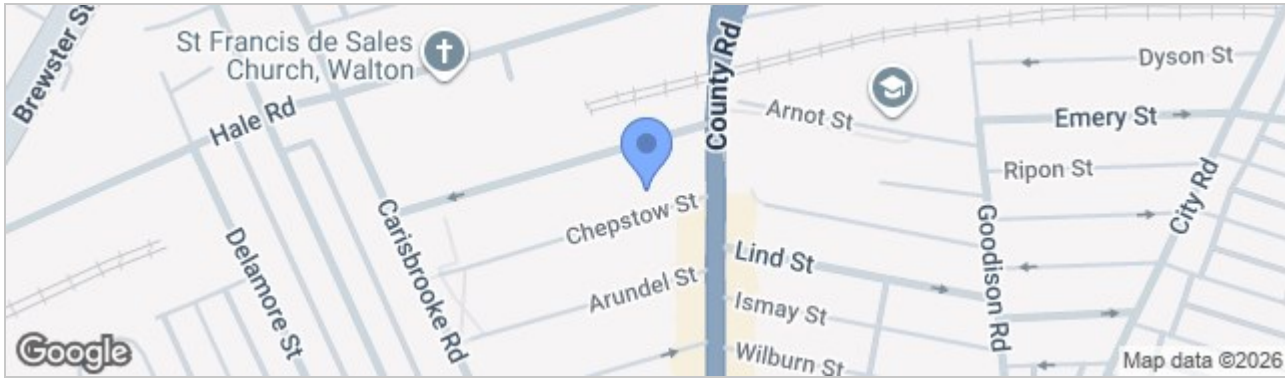 Brewster St
St Francis de Sales
Church, Walton
Hale Rd
County Rd
Dyson St
Arnot St
Emery St
Ripon St
City Rd
Chepstow St
Carisbrooke Rd
Delamore St
Goodison Rd
Lind St
Arundel St
Ismay St
Wilburn St
Google
Map data ©2026